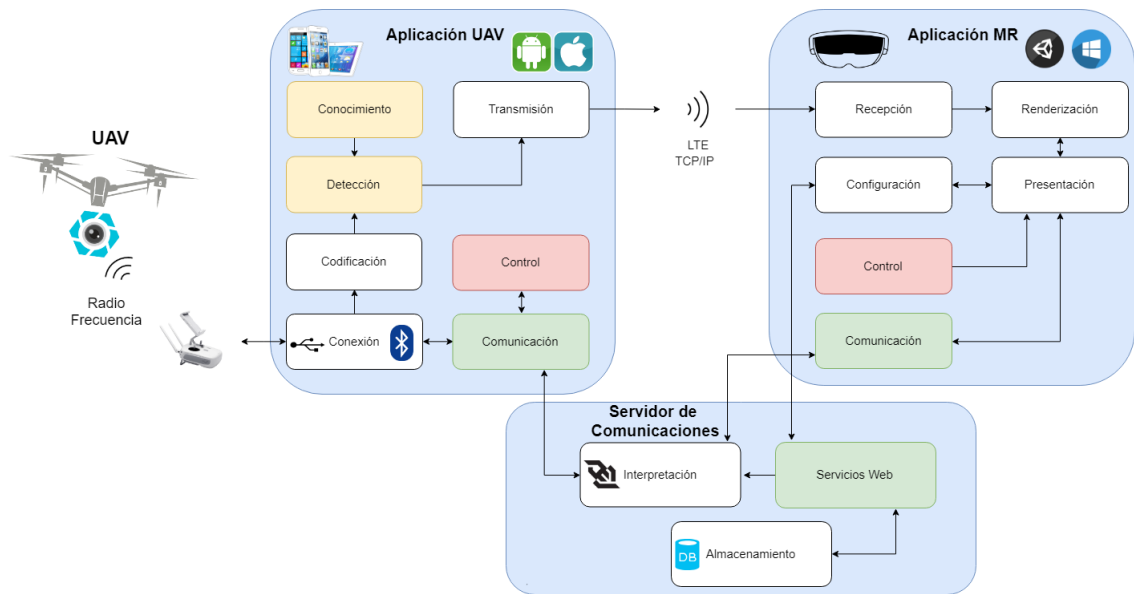 Aplicación UAV
Aplicación MR
Conocimiento
Transmisión
Recepción
Renderización
UAV
LTE
TCP/IP
Detección
Configuración
Presentación
Codificación
Control
Control
Radio
Frecuencia
Conexión
Comunicación
Comunicación
Servidor de
Comunicaciones
Interpretación
Servicios Web
DB
Almacenamiento